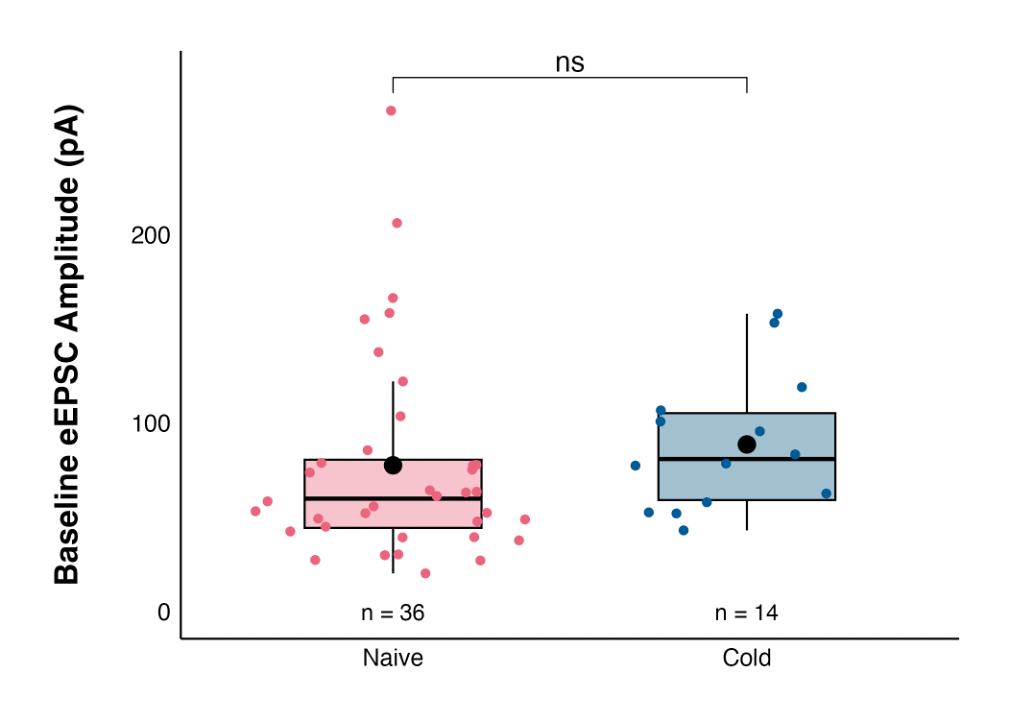 ns
Baseline eEPSC Amplitude (pA)
200
100
0
n = 36
n = 14
Naive
Cold